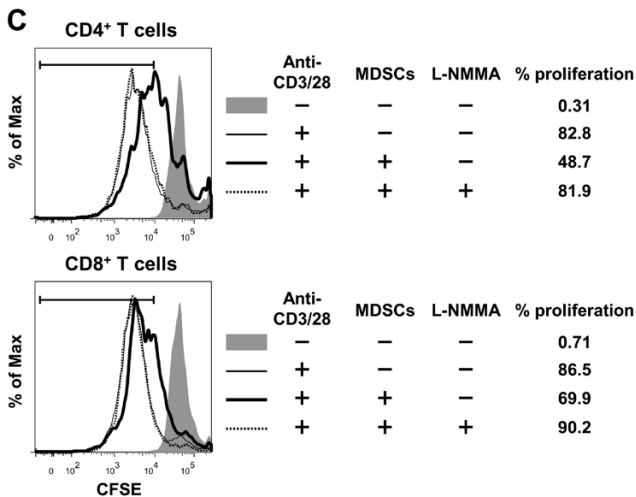 C
CD4⁺ T cells
% of Max
0 10² 10³ 10⁴ 10⁵
Anti-
CD3/28 MDSCs L-NMMA % proliferation
− − − 0.31
+ − − 82.8
+ + − 48.7
+ + + 81.9
CD8⁺ T cells
% of Max
0 10² 10³ 10⁴ 10⁵
CFSE
Anti-
CD3/28 MDSCs L-NMMA % proliferation
− − − 0.71
+ − − 86.5
+ + − 69.9
+ + + 90.2